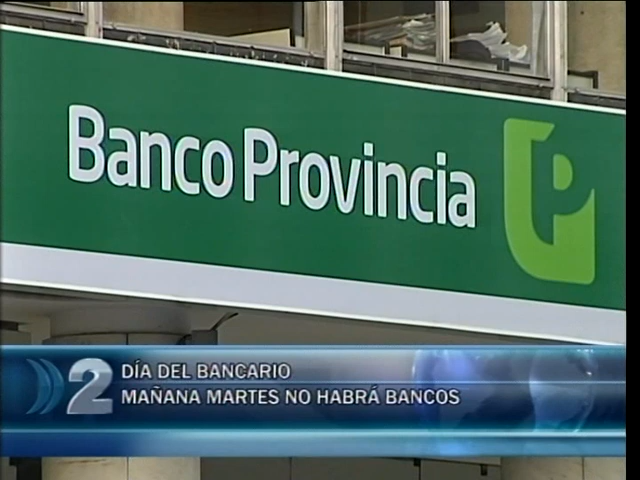 Banco Provincia
2
DÍA DEL BANCARIO
MAÑANA MARTES NO HABRÁ BANCOS